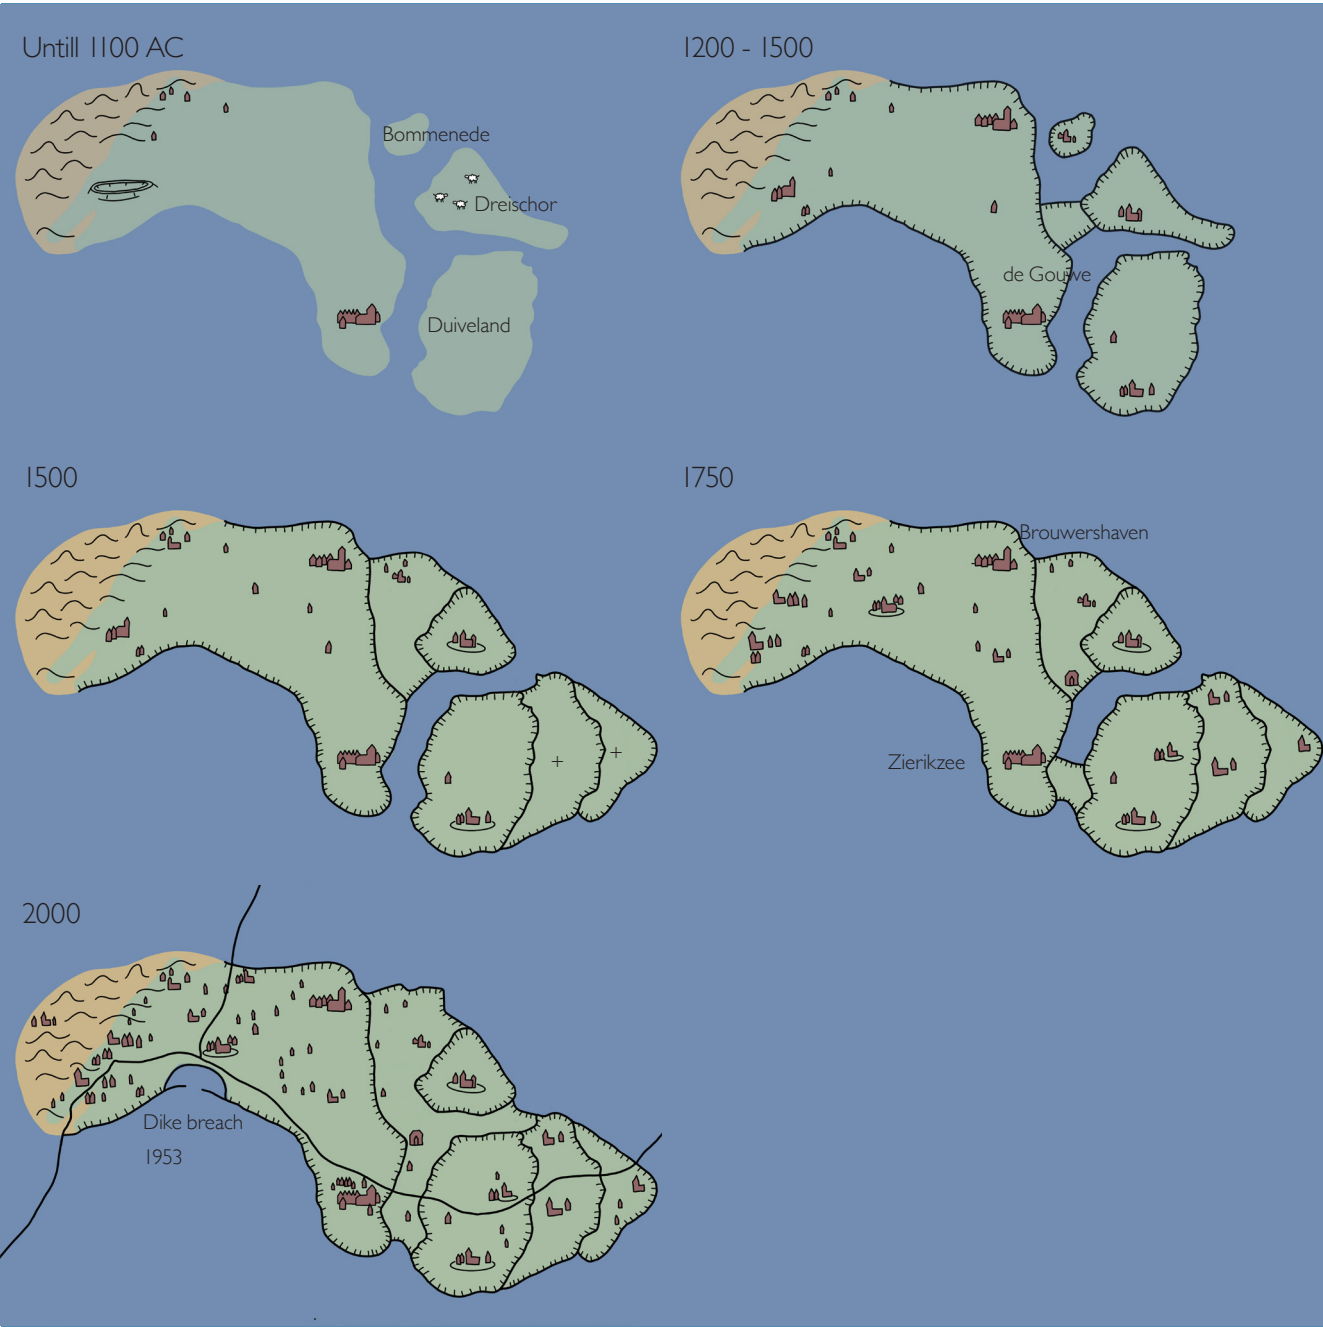 Untill 1100 AC
Bommenede
Dreischor
Duiveland
1200 - 1500
de Gouwe
1500
+
+
1750
Brouwershaven
Zierikzee
2000
Dike breach
1953